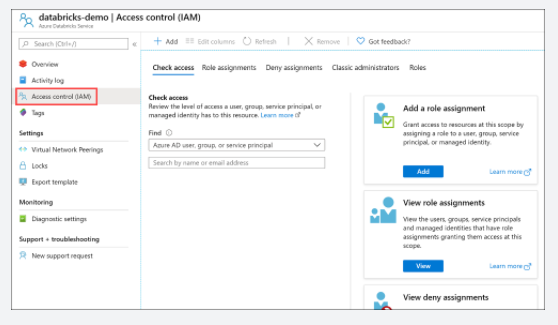 databricks-demo | Access control (IAM)
Azure Databricks Service
Search (Ctrl+/)
«
Add
Edit columns
Refresh
Remove
Got feedback?
Overview
Activity log
Access control (IAM)
Tags
Settings
Virtual Network Peerings
Locks
Export template
Monitoring
Diagnostic settings
Support + troubleshooting
New support request
Check access
Role assignments
Deny assignments
Classic administrators
Roles
Check access
Review the level of access a user, group, service principal, or
managed identity has to this resource. Learn more
Find
Azure AD user, group, or service principal
Search by name or email address
Add a role assignment
Grant access to resources at this scope by
assigning a role to a user, group, service
principal, or managed identity.
Add
Learn more
View role assignments
View the users, groups, service principals
and managed identities that have role
assignments granting them access at this
scope.
View
Learn more
View deny assignments